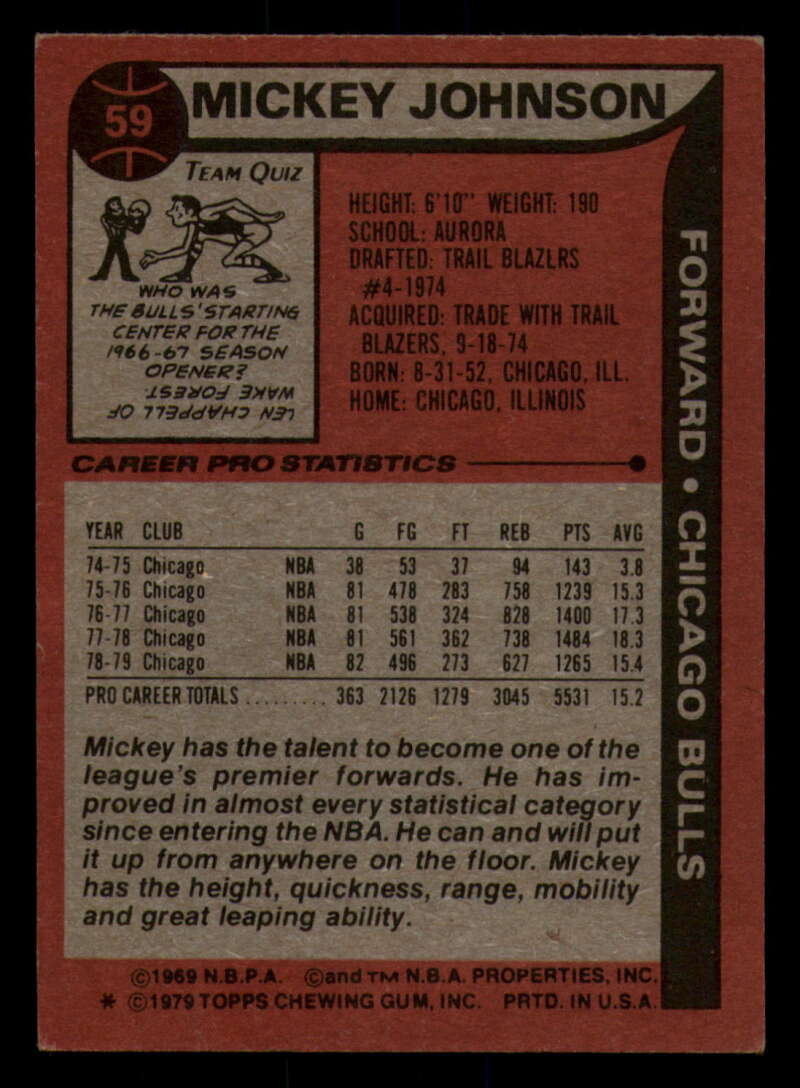 59
MICKEY JOHNSON
TEAM QUIZ
WHO WAS
THE BULLS' STARTING
CENTER FOR THE
1966-67 SEASON
OPENER?
LEN CHAPPELL OF
WAKE FOREST
HEIGHT: 6'10" WEIGHT: 190
SCHOOL: AURORA
DRAFTED: TRAIL BLAZLRS
#4-1974
ACQUIRED: TRADE WITH TRAIL
BLAZERS, 9-18-74
BORN: 8-31-52, CHICAGO, ILL.
HOME: CHICAGO, ILLINOIS
FORWARD • CHICAGO BULLS
CAREER PRO STATISTICS
YEAR CLUB G FG FT REB PTS AVG
74-75 Chicago NBA 38 53 37 94 143 3.8
75-76 Chicago NBA 81 478 283 758 1239 15.3
76-77 Chicago NBA 81 538 324 828 1400 17.3
77-78 Chicago NBA 81 561 362 738 1484 18.3
78-79 Chicago NBA 82 496 273 627 1265 15.4
PRO CAREER TOTALS ......... 363 2126 1279 3045 5531 15.2
Mickey has the talent to become one of the
league's premier forwards. He has im-
proved in almost every statistical category
since entering the NBA. He can and will put
it up from anywhere on the floor. Mickey
has the height, quickness, range, mobility
and great leaping ability.
©1969 N.B.P.A. ©and TM N.B.A. PROPERTIES, INC.
* ©1979 TOPPS CHEWING GUM, INC. PRTD. IN U.S.A.